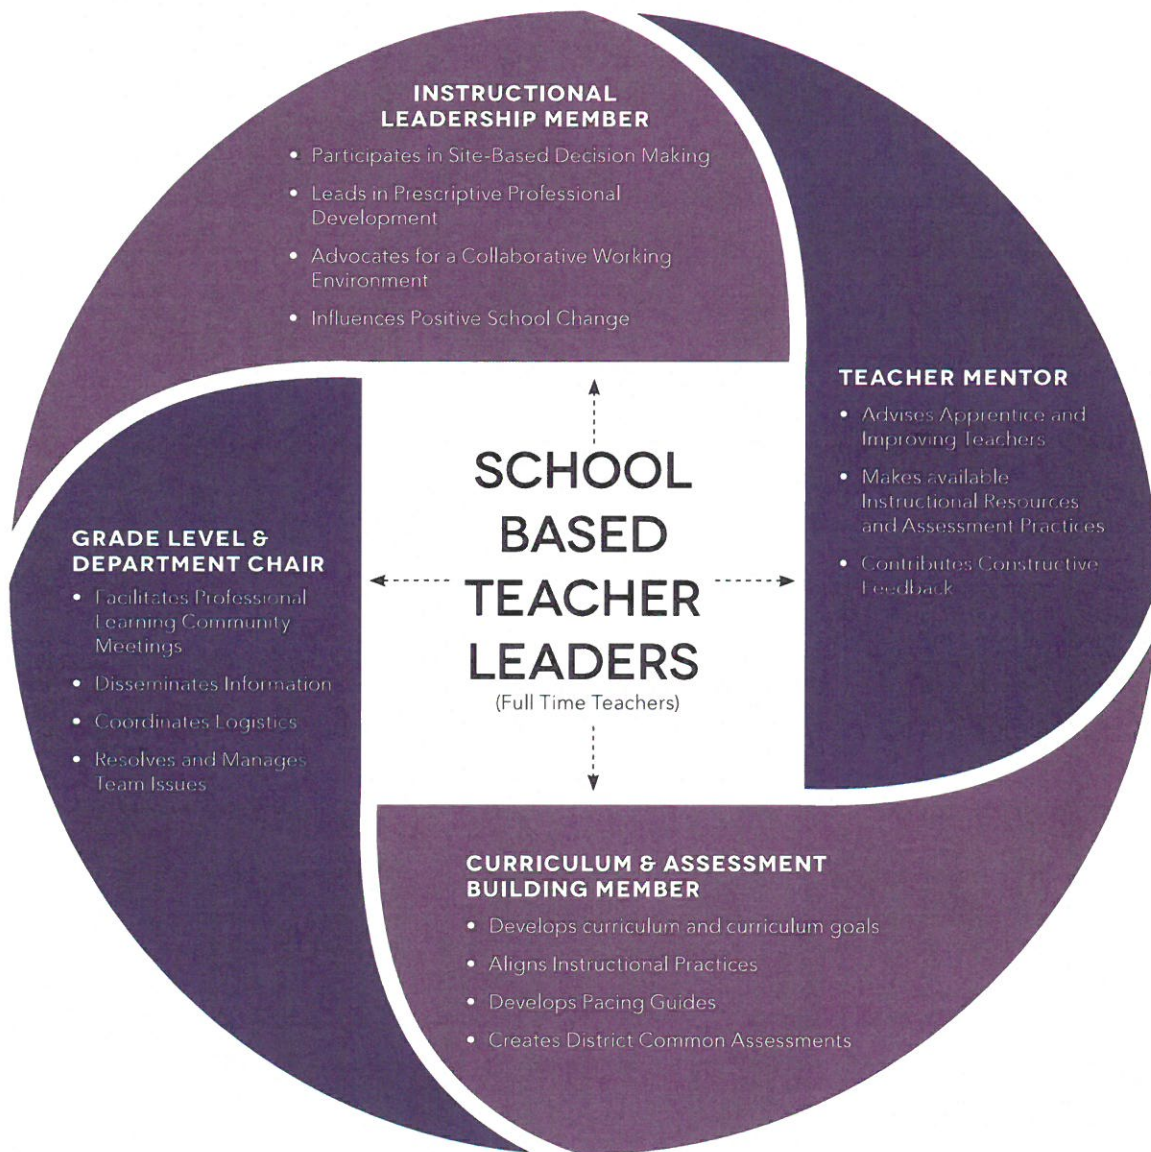 INSTRUCTIONAL
LEADERSHIP MEMBER
• Participates in Site-Based Decision Making
• Leads in Prescriptive Professional
Development
• Advocates for a Collaborative Working
Environment
• Influences Positive School Change
TEACHER MENTOR
• Advises Apprentice and
Improving Teachers
• Makes available
Instructional Resources
and Assessment Practices
• Contributes Constructive
Feedback
SCHOOL
BASED
TEACHER
LEADERS
(Full Time Teachers)
GRADE LEVEL &
DEPARTMENT CHAIR
• Facilitates Professional
Learning Community
Meetings
• Disseminates Information
• Coordinates Logistics
• Resolves and Manages
Team Issues
CURRICULUM & ASSESSMENT
BUILDING MEMBER
• Develops curriculum and curriculum goals
• Aligns Instructional Practices
• Develops Pacing Guides
• Creates District Common Assessments